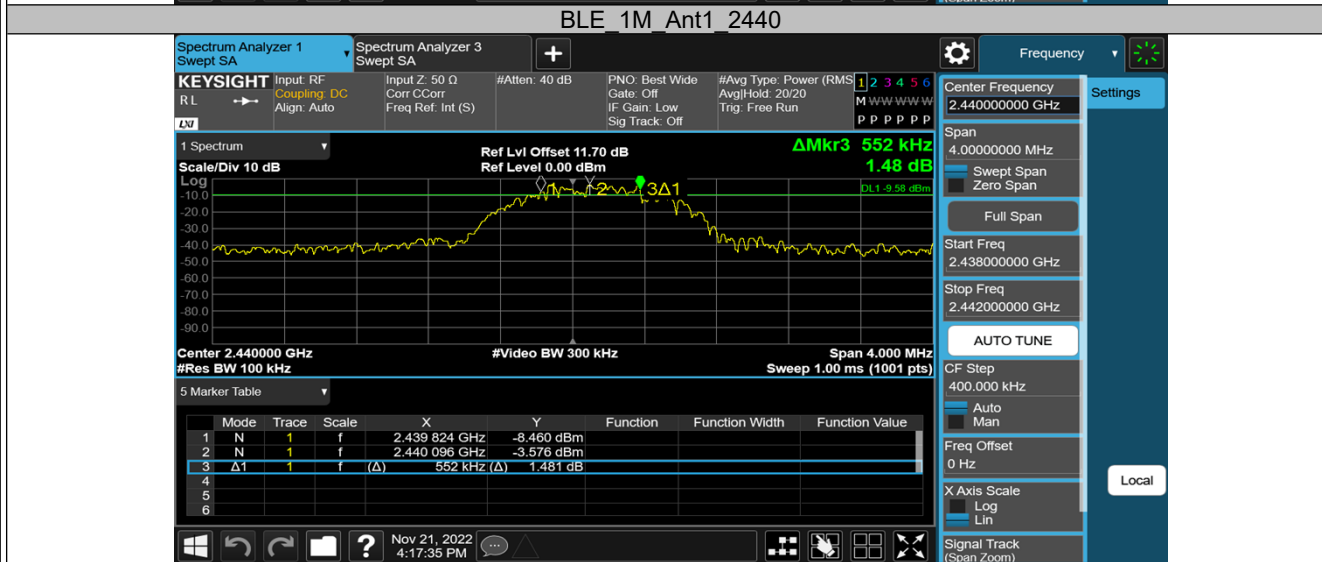 (Span Zoom)
BLE_1M_Ant1_2440
Spectrum Analyzer 1
Swept SA
Spectrum Analyzer 3
Swept SA
Frequency
KEYSIGHT
RL
LXI
Input: RF
Coupling: DC
Align: Auto
Input Z: 50 Ω
Corr CCorr
Freq Ref: Int (S)
#Atten: 40 dB
PNO: Best Wide
Gate: Off
IF Gain: Low
Sig Track: Off
#Avg Type: Power (RMS
Avg|Hold: 20/20
Trig: Free Run
1 2 3 4 5 6
M W W W W W
P P P P P P
1 Spectrum
Scale/Div 10 dB
Ref Lvl Offset 11.70 dB
Ref Level 0.00 dBm
ΔMkr3 552 kHz
1.48 dB
Log
DL1 -9.58 dBm
1
2
3Δ1
-10.0
-20.0
-30.0
-40.0
-50.0
-60.0
-70.0
-80.0
-90.0
Center 2.440000 GHz
#Video BW 300 kHz
Span 4.000 MHz
#Res BW 100 kHz
Sweep 1.00 ms (1001 pts)
5 Marker Table
Mode Trace Scale X Y Function Function Width Function Value
1 N 1 f 2.439 824 GHz -8.460 dBm
2 N 1 f 2.440 096 GHz -3.576 dBm
3 Δ1 1 f (Δ) 552 kHz (Δ) 1.481 dB
4
5
6
Nov 21, 2022
4:17:35 PM
Center Frequency
2.440000000 GHz
Span
4.00000000 MHz
Swept Span
Zero Span
Full Span
Start Freq
2.438000000 GHz
Stop Freq
2.442000000 GHz
AUTO TUNE
CF Step
400.000 kHz
Auto
Man
Freq Offset
0 Hz
X Axis Scale
Log
Lin
Signal Track
(Span Zoom)
Settings
Local